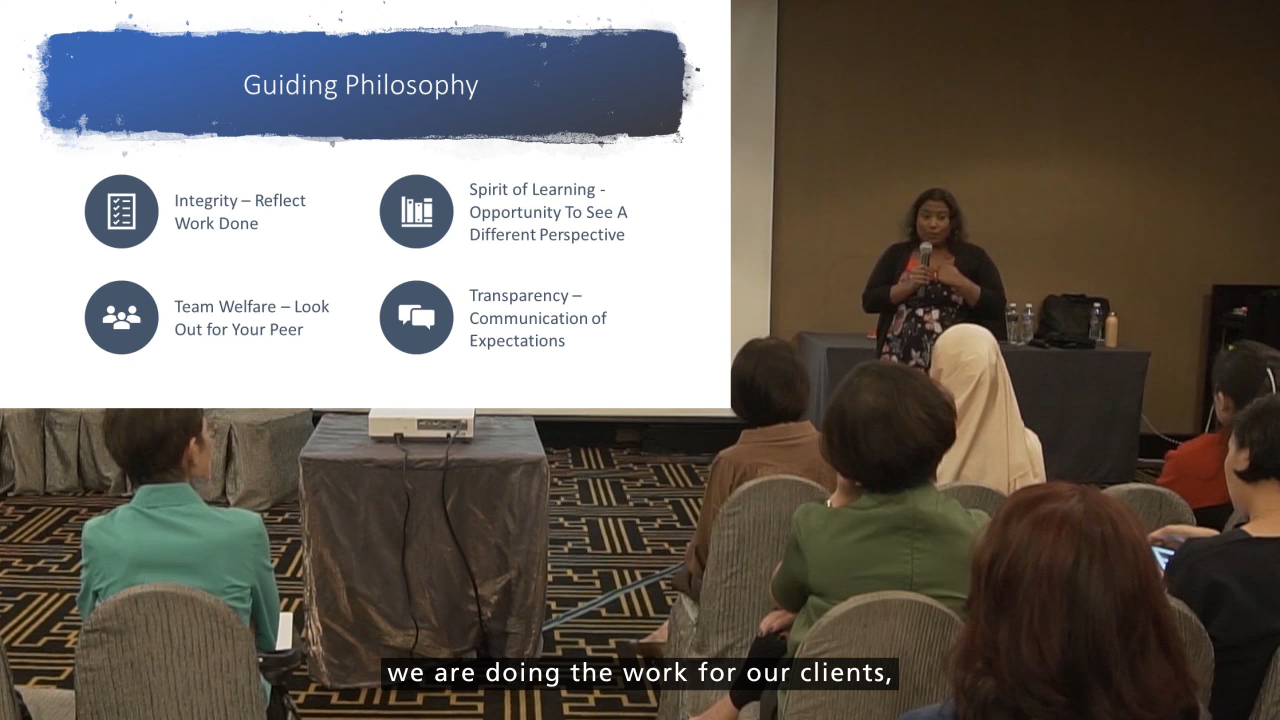 Guiding Philosophy
Integrity – Reflect
Work Done
Spirit of Learning -
Opportunity To See A
Different Perspective
Team Welfare – Look
Out for Your Peer
Transparency –
Communication of
Expectations
we are doing the work for our clients,